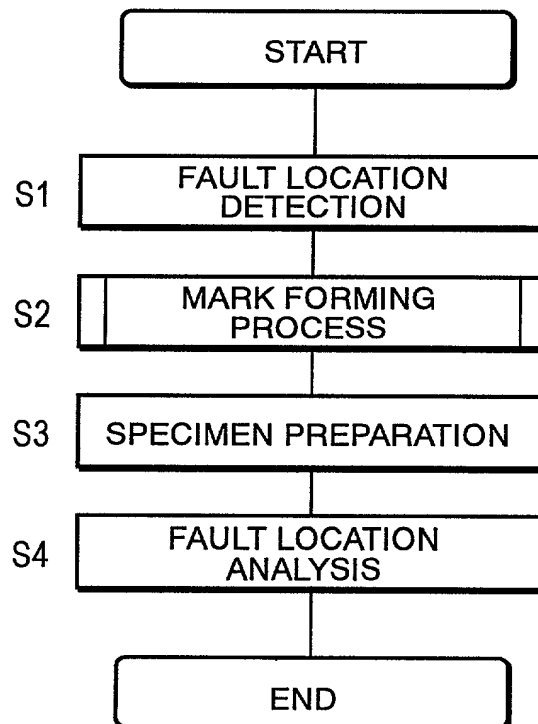 START
S1
FAULT LOCATION
DETECTION
S2
MARK FORMING
PROCESS
S3
SPECIMEN PREPARATION
S4
FAULT LOCATION
ANALYSIS
END